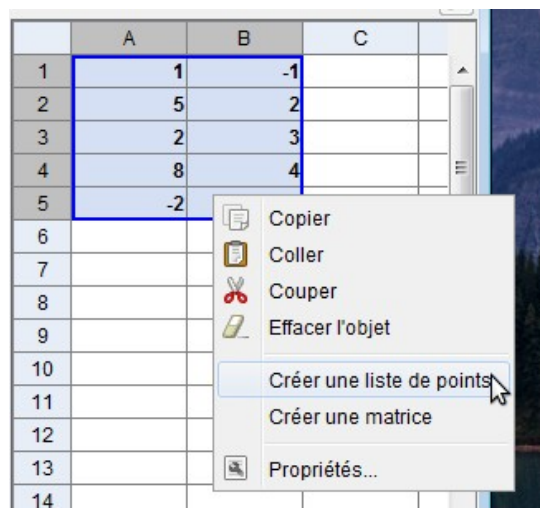 A B C
1 1 -1
2 5 2
3 2 3
4 8 4
5 -2
6
7
8
9
10
11
12
13
14
Copier
Coller
Couper
Effacer l'objet
Créer une liste de points
Créer une matrice
Propriétés...